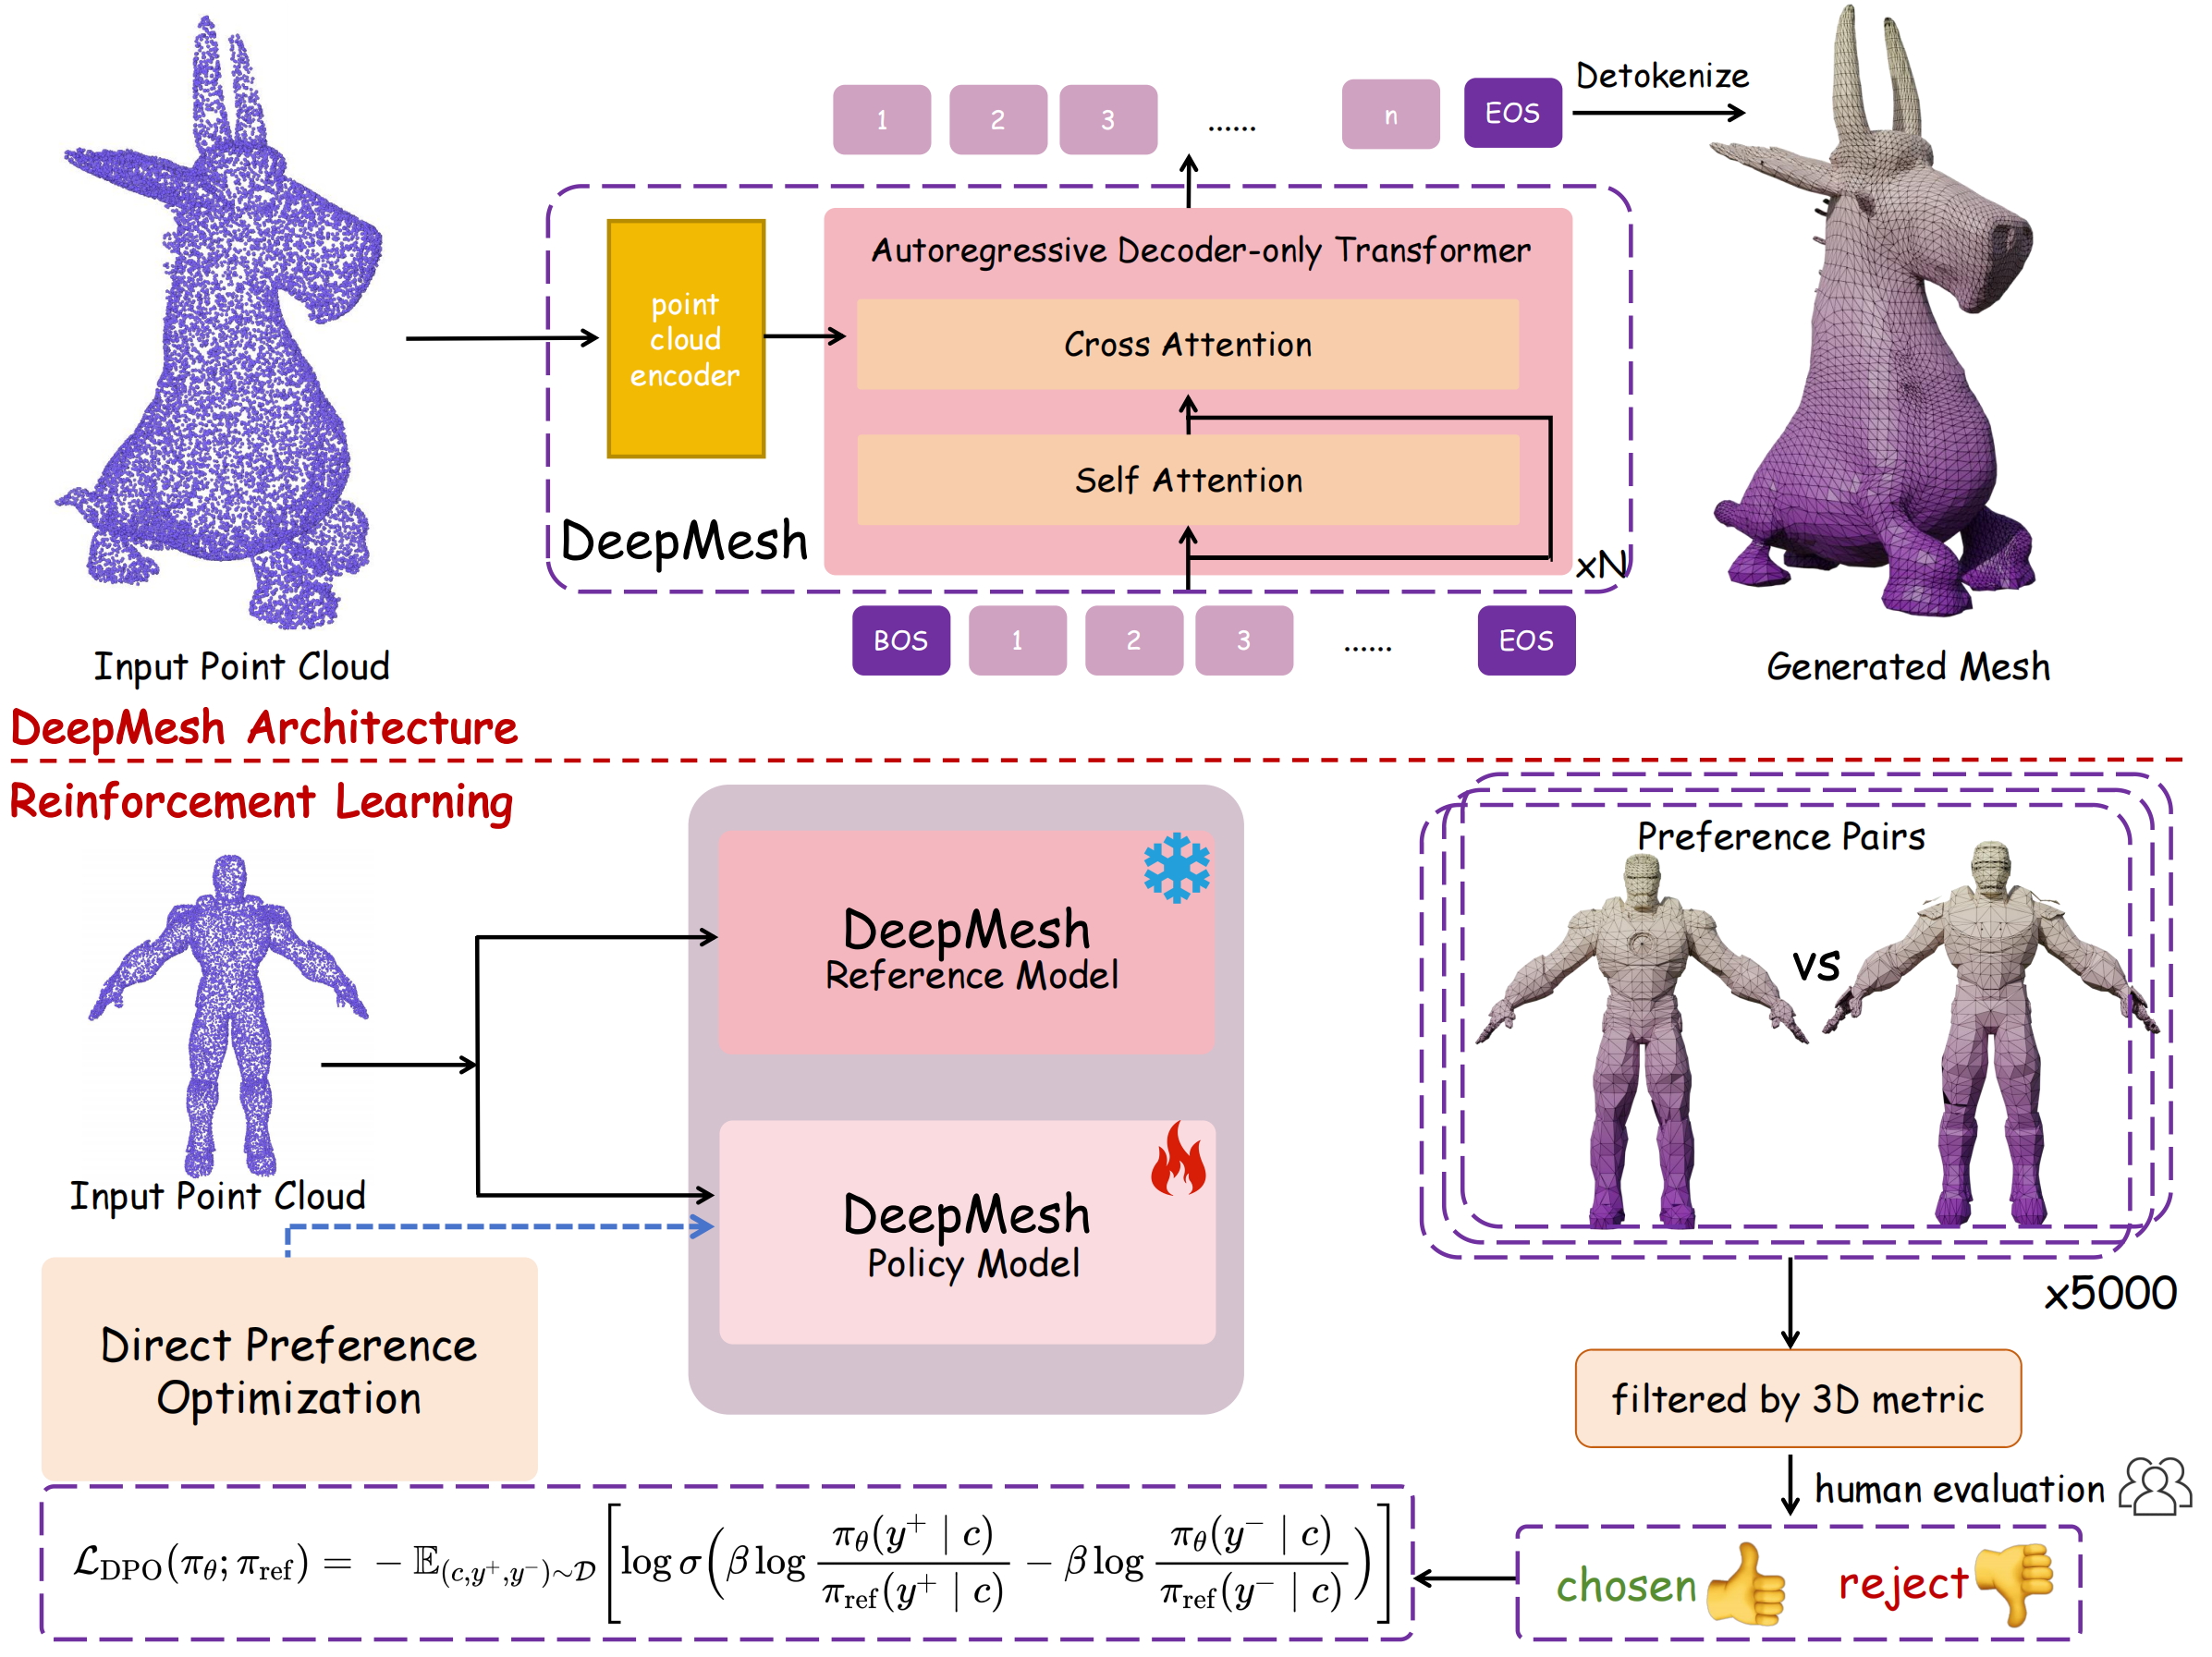 1 2 3 ...... n EOS
Detokenize
Autoregressive Decoder-only Transformer
point
cloud
encoder
Cross Attention
Self Attention
DeepMesh
xN
BOS 1 2 3 ...... EOS
Input Point Cloud
Generated Mesh
DeepMesh Architecture
Reinforcement Learning
Input Point Cloud
DeepMesh
Reference Model
DeepMesh
Policy Model
Direct Preference
Optimization
Preference Pairs
vs
x5000
filtered by 3D metric
human evaluation
chosen reject
$\mathcal{L}_{\mathrm{DPO}}(\pi_\theta; \pi_{\mathrm{ref}}) = -\mathbb{E}_{(c,y^+,y^-)\sim\mathcal{D}}\left[\log\sigma\left(\beta\log\frac{\pi_\theta(y^+ \mid c)}{\pi_{\mathrm{ref}}(y^+ \mid c)} - \beta\log\frac{\pi_\theta(y^- \mid c)}{\pi_{\mathrm{ref}}(y^- \mid c)}\right)\right]$